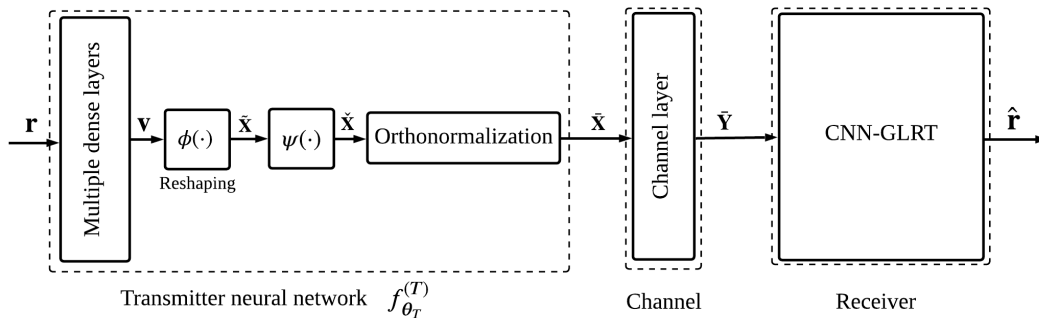 r
Multiple dense layers
v
ϕ(·)
Reshaping
x̃
ψ(·)
x̌
Orthonormalization
x̄
Channel layer
Ȳ
CNN-GLRT
r̂
Transmitter neural network f_{θ_T}^{(T)}
Channel
Receiver